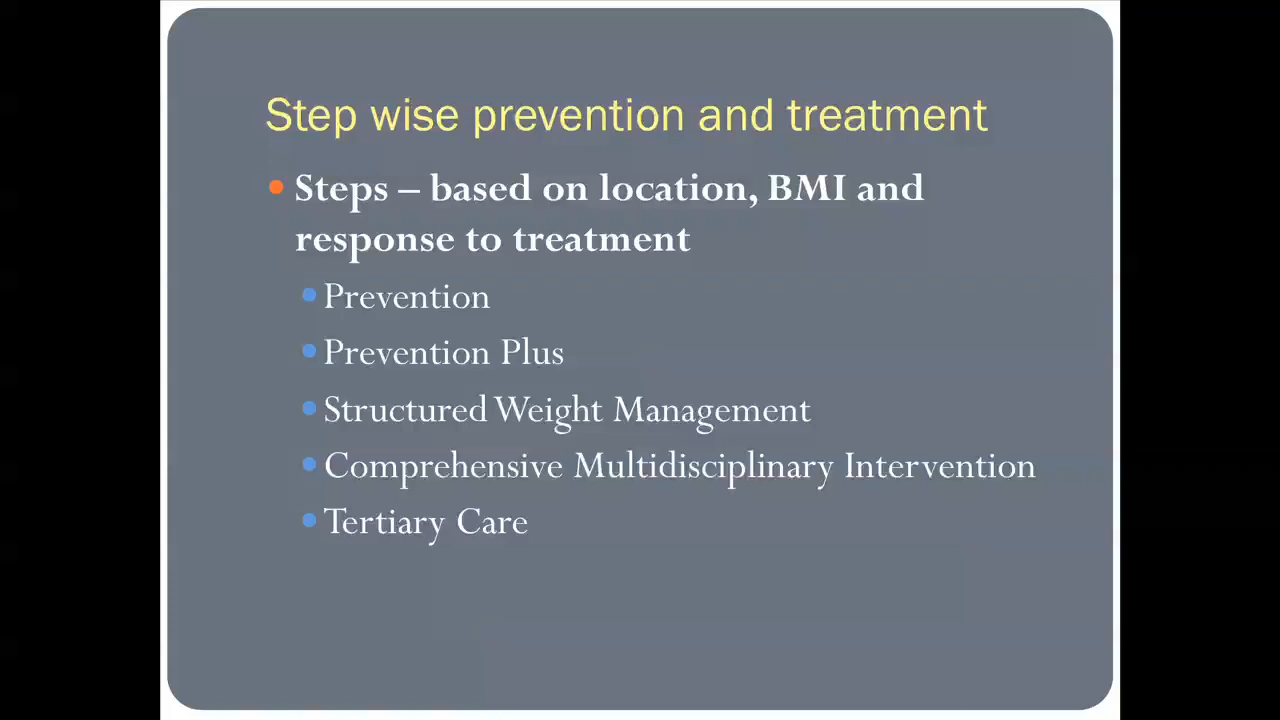 Step wise prevention and treatment
Steps – based on location, BMI and
response to treatment
Prevention
Prevention Plus
Structured Weight Management
Comprehensive Multidisciplinary Intervention
Tertiary Care